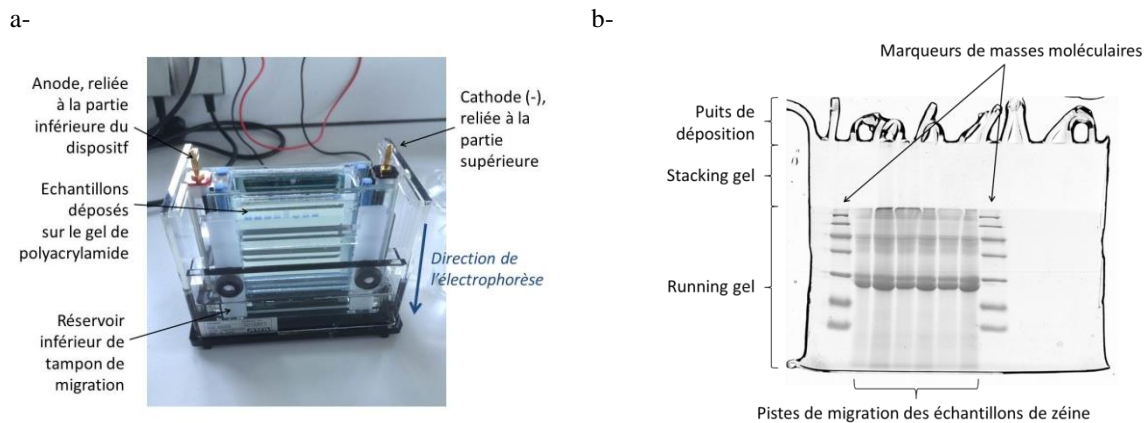 a-
Anode, reliée
à la partie
inférieure du
dispositf
Echantillons
déposés
sur le gel de
polyacrylamide
Réservoir
inférieur de
tampon de
migration
Cathode (-),
reliée à la
partie
supérieure
Direction de
l'électrophorèse
b-
Marqueurs de masses moléculaires
Puits de
déposition
Stacking gel
Running gel
Pistes de migration des échantillons de zéine